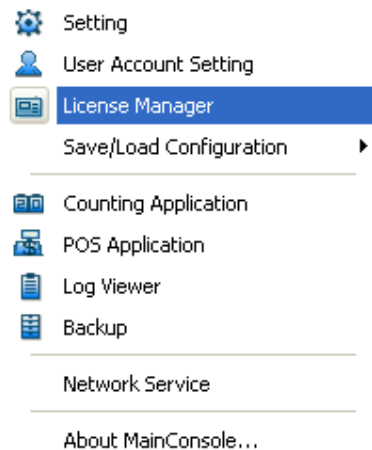 Setting
User Account Setting
License Manager
Save/Load Configuration
Counting Application
POS Application
Log Viewer
Backup
Network Service
About MainConsole...